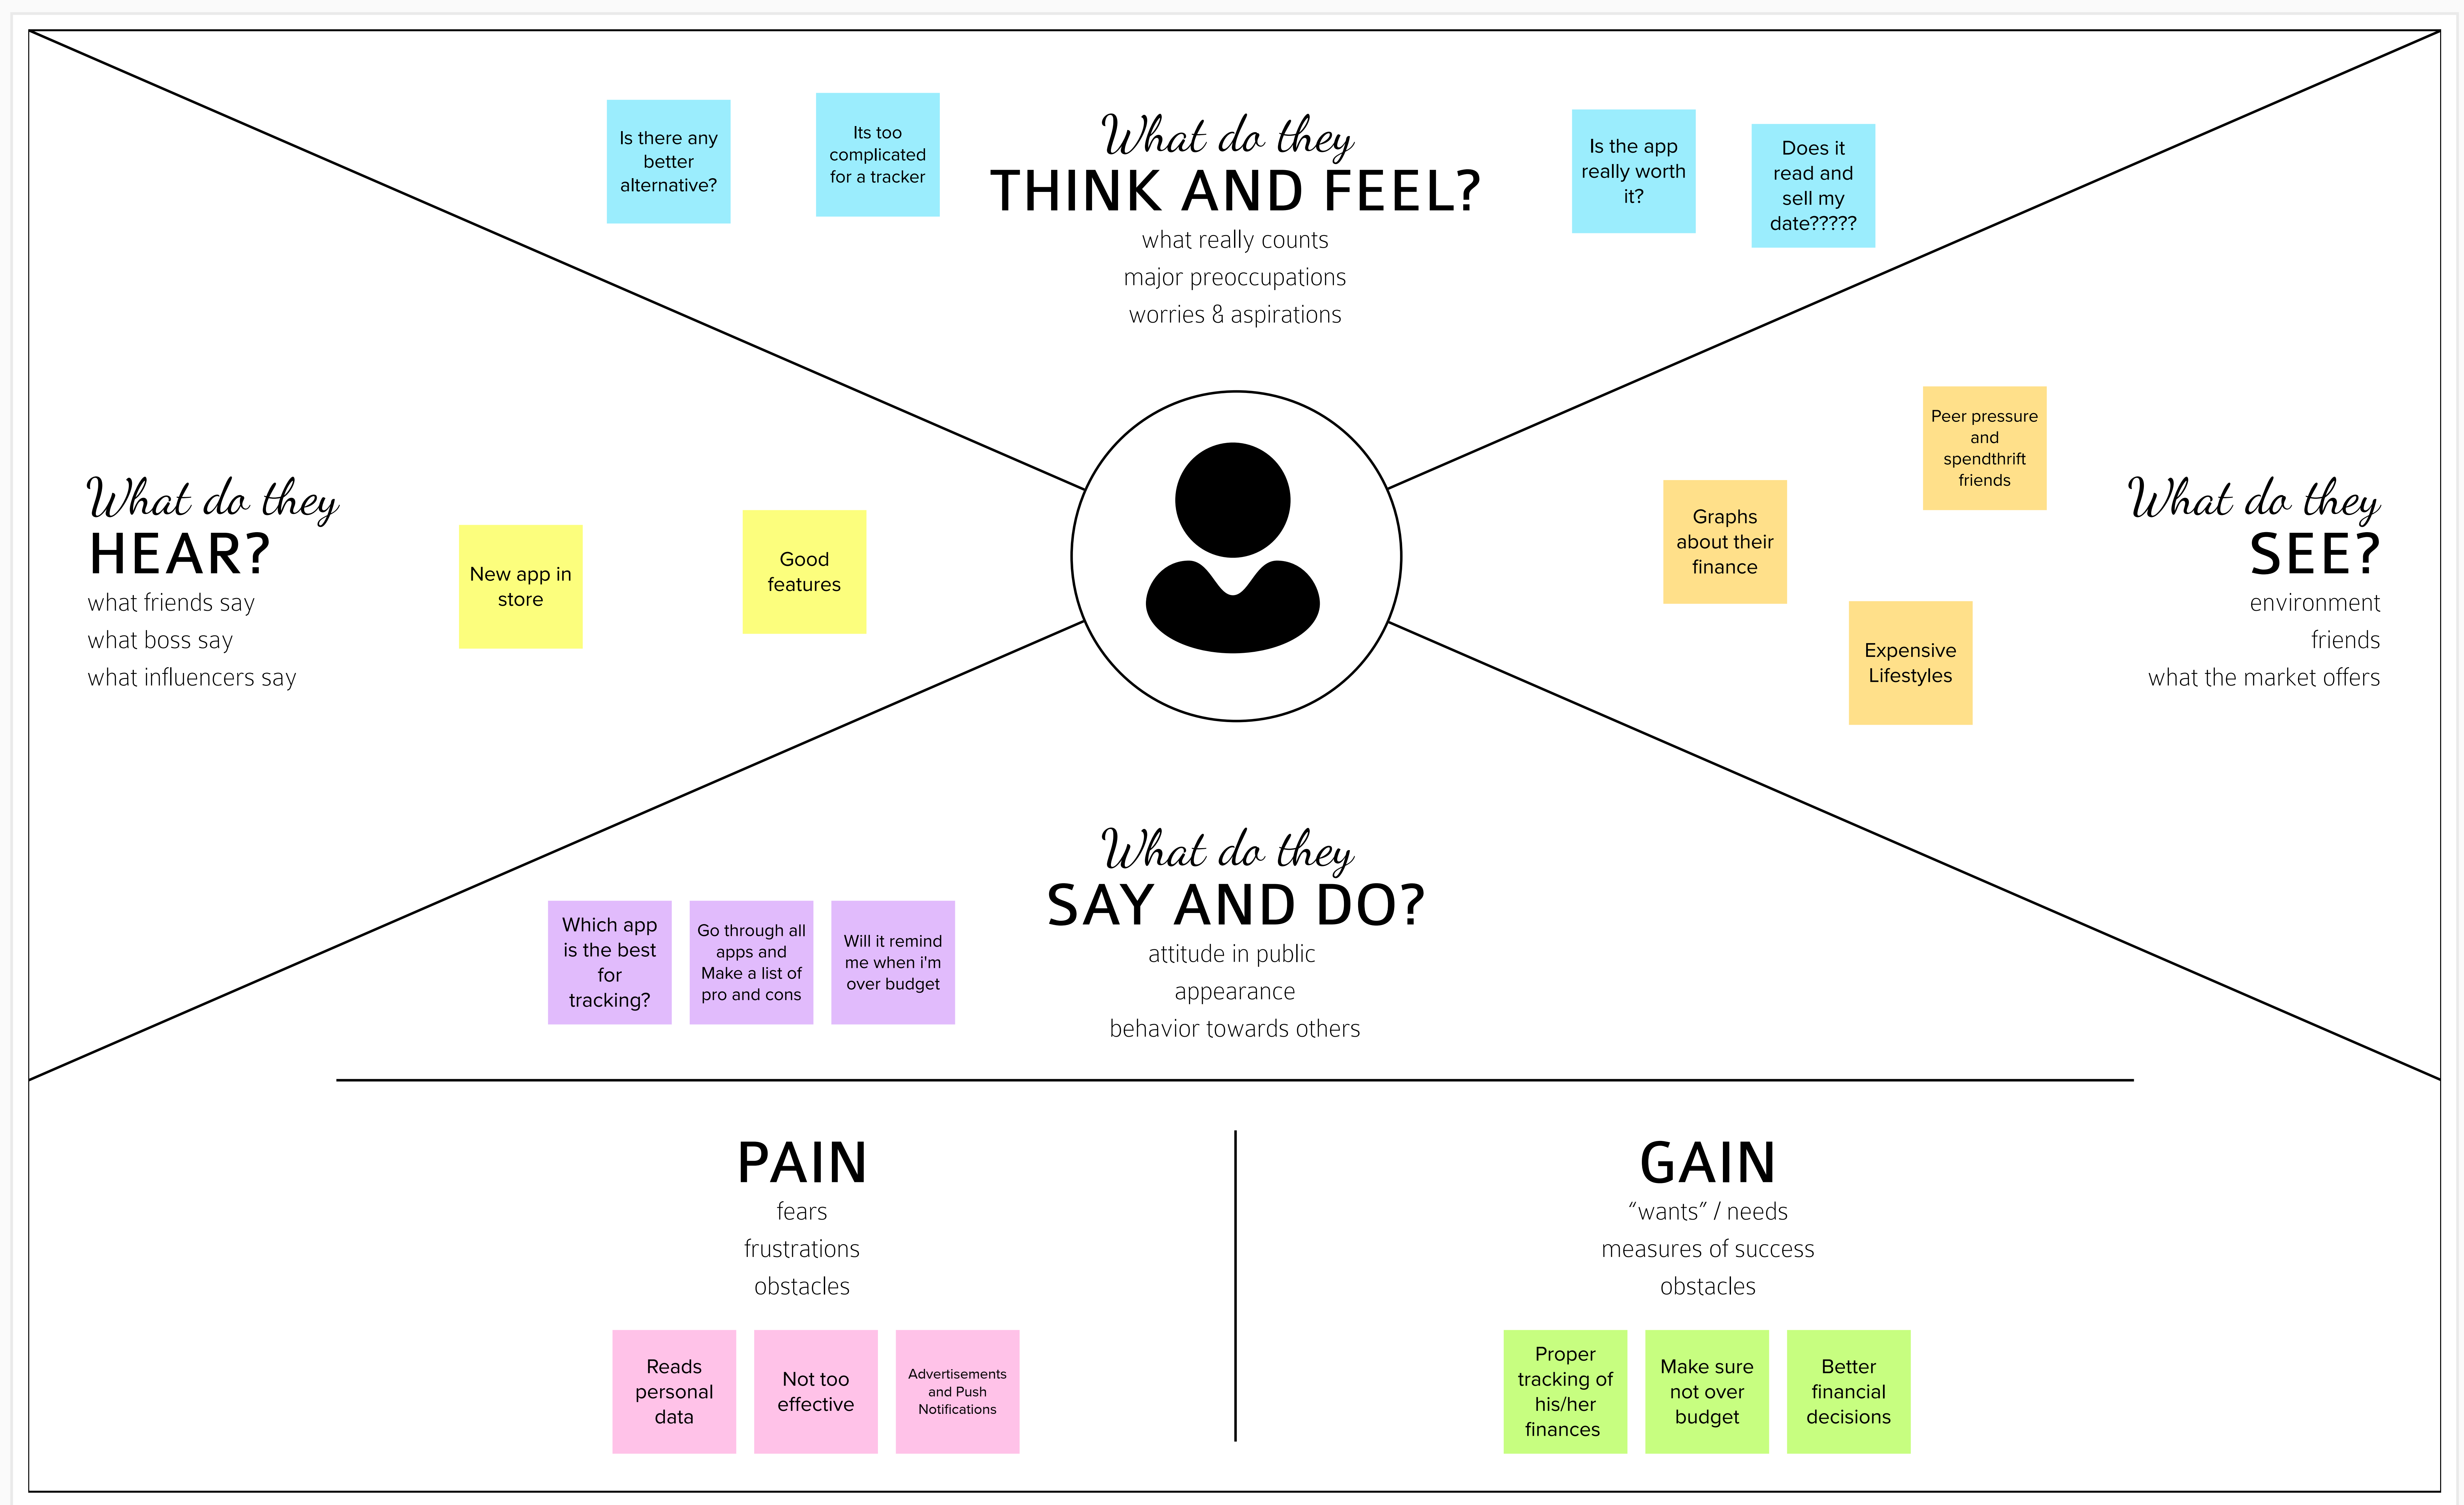 Is there any
better
alternative?
Its too
complicated
for a tracker
What do they
THINK AND FEEL?
what really counts
major preoccupations
worries & aspirations
Is the app
really worth
it?
Does it
read and
sell my
date?????
What do they
HEAR?
what friends say
what boss say
what influencers say
New app in
store
Good
features
Graphs
about their
finance
Peer pressure
and
spendthrift
friends
Expensive
Lifestyles
What do they
SEE?
environment
friends
what the market offers
What do they
SAY AND DO?
attitude in public
appearance
behavior towards others
Which app
is the best
for
tracking?
Go through all
apps and
Make a list of
pro and cons
Will it remind
me when i'm
over budget
PAIN
fears
frustrations
obstacles
Reads
personal
data
Not too
effective
Advertisements
and Push
Notifications
GAIN
“wants” / needs
measures of success
obstacles
Proper
tracking of
his/her
finances
Make sure
not over
budget
Better
financial
decisions